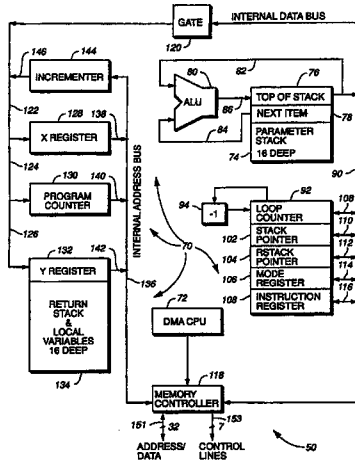 INTERNAL DATA BUS
GATE
120
146
144
INCREMENTER
122
128
138
X REGISTER
124
130
140
PROGRAM
COUNTER
126
132
142
Y REGISTER
RETURN
STACK
&
LOCAL
VARIABLES
16 DEEP
134
INTERNAL ADDRESS BUS
136
80
82
76
ALU
86
TOP OF STACK
NEXT ITEM
78
84
PARAMETER
STACK
74
16 DEEP
90
70
92
94
-1
LOOP
COUNTER
108
102
STACK
POINTER
110
104
RSTACK
POINTER
112
106
MODE
REGISTER
114
108
INSTRUCTION
REGISTER
116
72
DMA CPU
118
MEMORY
CONTROLLER
151
32
153
7
ADDRESS/
DATA
CONTROL
LINES
50